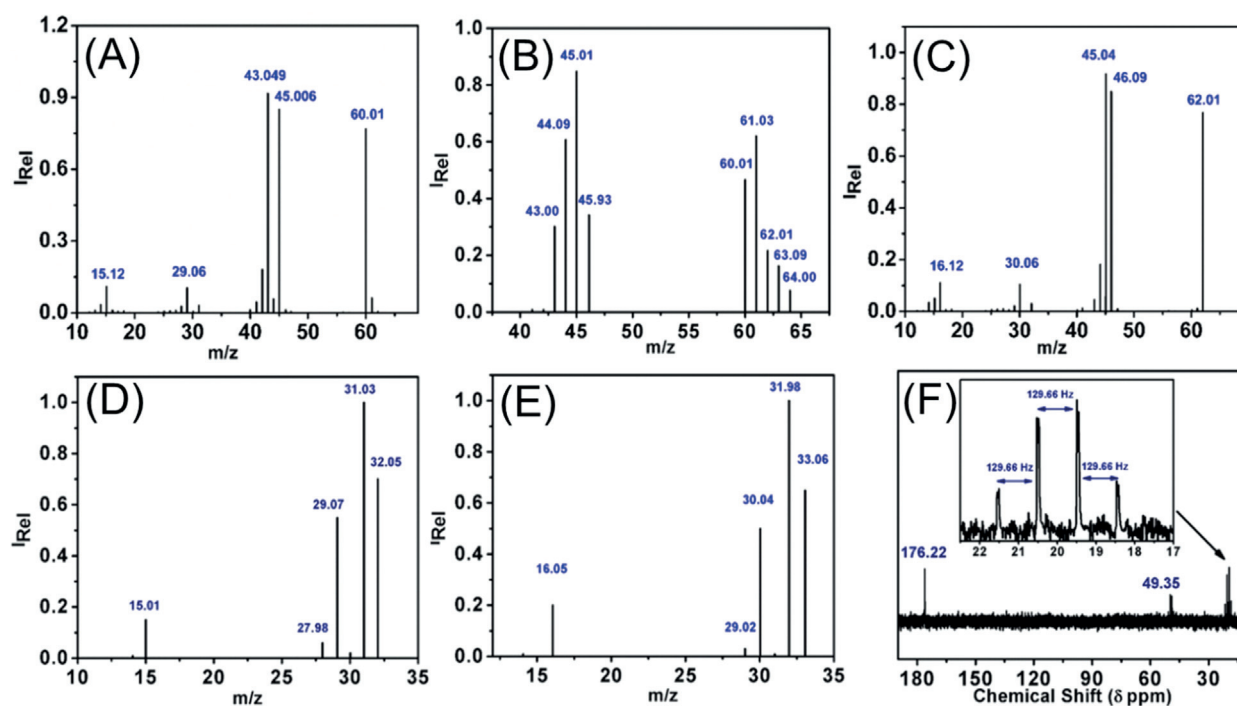 (A)
1.2
0.9
0.6
0.3
0.0
I Rel
43.049
45.006
60.01
15.12
29.06
10 20 30 40 50 60
m/z
(B)
1.0
0.8
0.6
0.4
0.2
0.0
I Rel
45.01
44.09
61.03
60.01
43.00
45.93
62.01
63.09
64.00
40 45 50 55 60 65
m/z
(C)
1.0
0.8
0.6
0.4
0.2
0.0
I Rel
45.04
46.09
62.01
16.12
30.06
10 20 30 40 50 60
m/z
(D)
1.0
0.8
0.6
0.4
0.2
0.0
I Rel
31.03
32.05
29.07
15.01
27.98
10 15 20 25 30 35
m/z
(E)
1.0
0.8
0.6
0.4
0.2
0.0
I Rel
31.98
33.06
30.04
16.05
29.02
15 20 25 30 35
m/z
(F)
129.66 Hz
129.66 Hz
129.66 Hz
22 21 20 19 18 17
176.22
49.35
180 150 120 90 60 30
Chemical Shift (δ ppm)